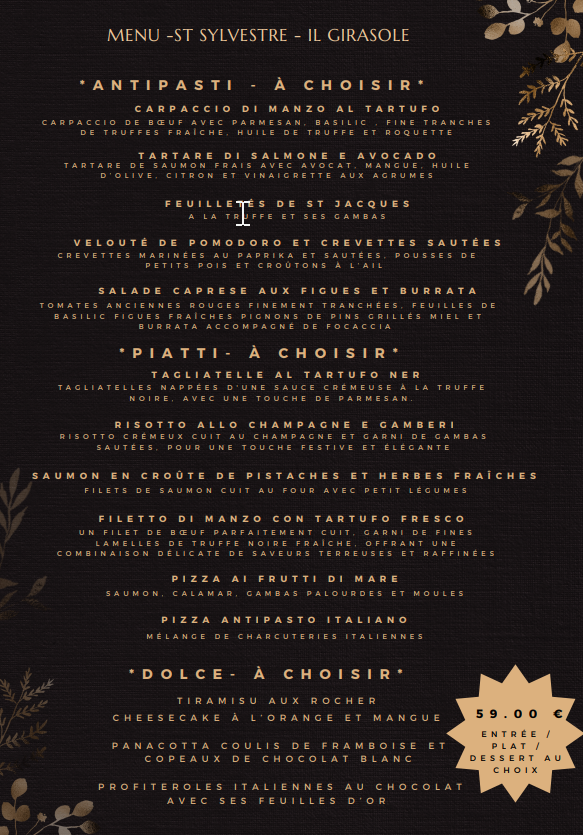 MENU -ST SYLVESTRE - IL GIRASOLE
*ANTIPASTI - À CHOISIR*
CARPACCIO DI MANZO AL TARTUFO
CARPACCIO DE BŒUF AVEC PARMESAN, BASILIC , FINE TRANCHES
DE TRUFFES FRAÎCHE, HUILE DE TRUFFE ET ROQUETTE
TARTARE DI SALMONE E AVOCADO
TARTARE DE SAUMON FRAIS AVEC AVOCAT, MANGUE, HUILE
D'OLIVE, CITRON ET VINAIGRETTE AUX AGRUMES
FEUILLETÉS DE ST JACQUES
A LA TRUFFE ET SES GAMBAS
VELOUTÉ DE POMODORO ET CREVETTES SAUTÉES
CREVETTES MARINÉES AU PAPRIKA ET SAUTÉES, POUSSES DE
PETITS POIS ET CROÛTONS À L'AIL
SALADE CAPRESE AUX FIGUES ET BURRATA
TOMATES ANCIENNES ROUGES FINEMENT TRANCHÉES, FEUILLES DE
BASILIC FIGUES FRAÎCHES PIGNONS DE PINS GRILLÉS MIEL ET
BURRATA ACCOMPAGNÉ DE FOCACCIA
*PIATTI- À CHOISIR*
TAGLIATELLE AL TARTUFO NER
TAGLIATELLES NAPPÉES D'UNE SAUCE CRÉMEUSE À LA TRUFFE
NOIRE, AVEC UNE TOUCHE DE PARMESAN.
RISOTTO ALLO CHAMPAGNE E GAMBERI
RISOTTO CRÉMEUX CUIT AU CHAMPAGNE ET GARNI DE GAMBAS
SAUTÉES, POUR UNE TOUCHE FESTIVE ET ÉLÉGANTE
SAUMON EN CROÛTE DE PISTACHES ET HERBES FRAÎCHES
FILETS DE SAUMON CUIT AU FOUR AVEC PETIT LÉGUMES
FILETTO DI MANZO CON TARTUFO FRESCO
UN FILET DE BŒUF PARFAITEMENT CUIT, GARNI DE FINES
LAMELLES DE TRUFFE NOIRE FRAÎCHE, OFFRANT UNE
COMBINAISON DÉLICATE DE SAVEURS TERREUSES ET RAFFINÉES
PIZZA AI FRUTTI DI MARE
SAUMON, CALAMAR, GAMBAS PALOURDES ET MOULES
PIZZA ANTIPASTO ITALIANO
MÉLANGE DE CHARCUTERIES ITALIENNES
*DOLCE- À CHOISIR*
TIRAMISU AUX ROCHER
CHEESECAKE À L'ORANGE ET MANGUE
PANACOTTA COULIS DE FRAMBOISE ET
COPEAUX DE CHOCOLAT BLANC
PROFITEROLES ITALIENNES AU CHOCOLAT
AVEC SES FEUILLES D'OR
59.00 €
ENTRÉE /
PLAT /
DESSERT AU
CHOIX